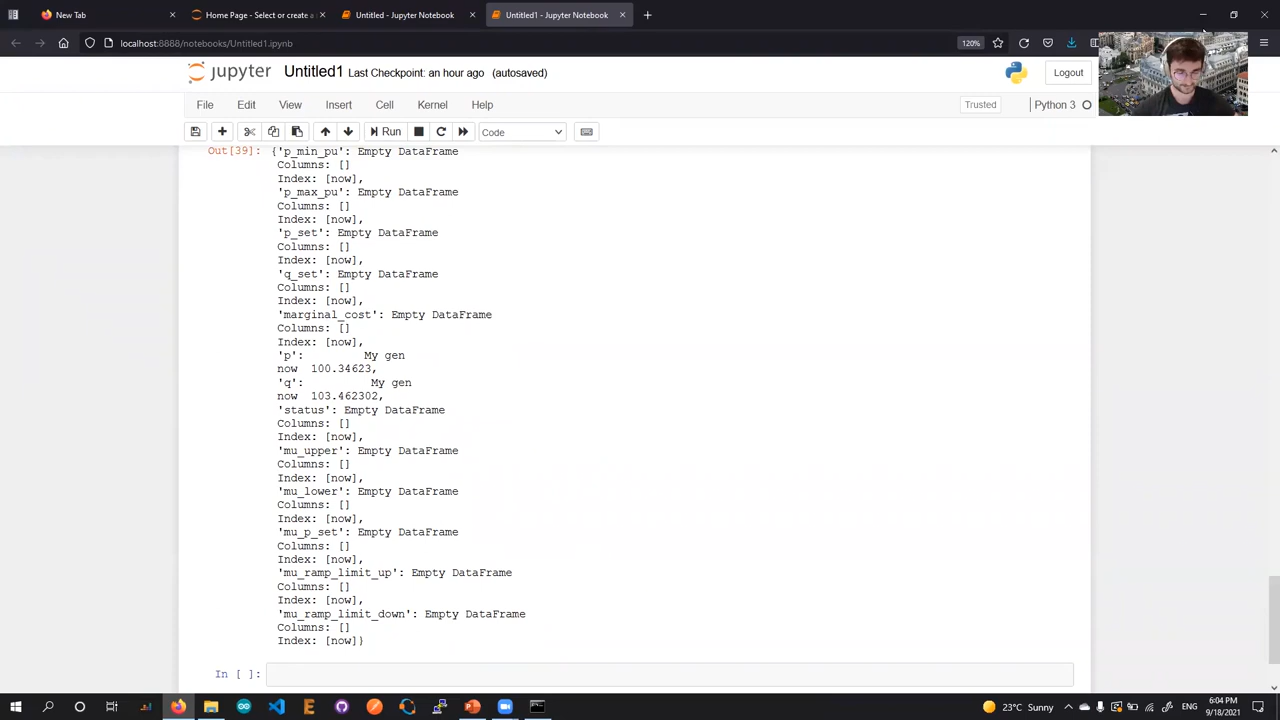 New Tab
Home Page - Select or create a
Untitled - Jupyter Notebook
Untitled1 - Jupyter Notebook
localhost:8888/notebooks/Untitled1.ipynb
120%
jupyter Untitled1 Last Checkpoint: an hour ago (autosaved)
Logout
File Edit View Insert Cell Kernel Help
Trusted
Python 3
Run
Code
Out[39]: {'p_min_pu': Empty DataFrame
Columns: []
Index: [now],
'p_max_pu': Empty DataFrame
Columns: []
Index: [now],
'p_set': Empty DataFrame
Columns: []
Index: [now],
'q_set': Empty DataFrame
Columns: []
Index: [now],
'marginal_cost': Empty DataFrame
Columns: []
Index: [now],
'p': My gen
now 100.34623,
'q': My gen
now 103.462302,
'status': Empty DataFrame
Columns: []
Index: [now],
'mu_upper': Empty DataFrame
Columns: []
Index: [now],
'mu_lower': Empty DataFrame
Columns: []
Index: [now],
'mu_p_set': Empty DataFrame
Columns: []
Index: [now],
'mu_ramp_limit_up': Empty DataFrame
Columns: []
Index: [now],
'mu_ramp_limit_down': Empty DataFrame
Columns: []
Index: [now]}
In [ ]:
23°C Sunny
ENG
6:04 PM
9/18/2021